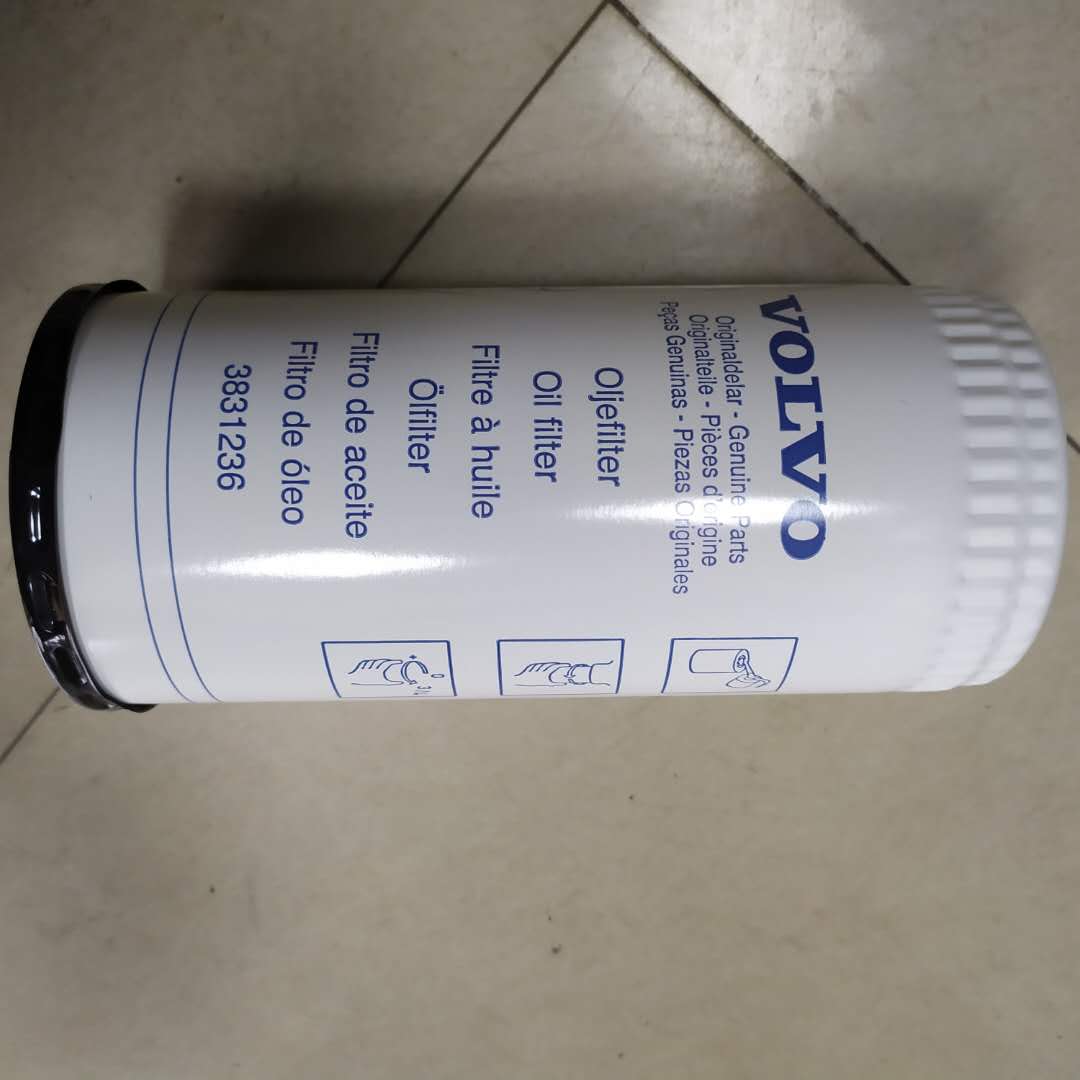 VOLVO
Originaldelar - Genuine Parts
Originalteile - Pièces d'origine
Peças Genuinas - Piezas Originales
Oljefilter
Oil filter
Filtre à huile
Ölfilter
Filtro de aceite
Filtro de óleo
3831236